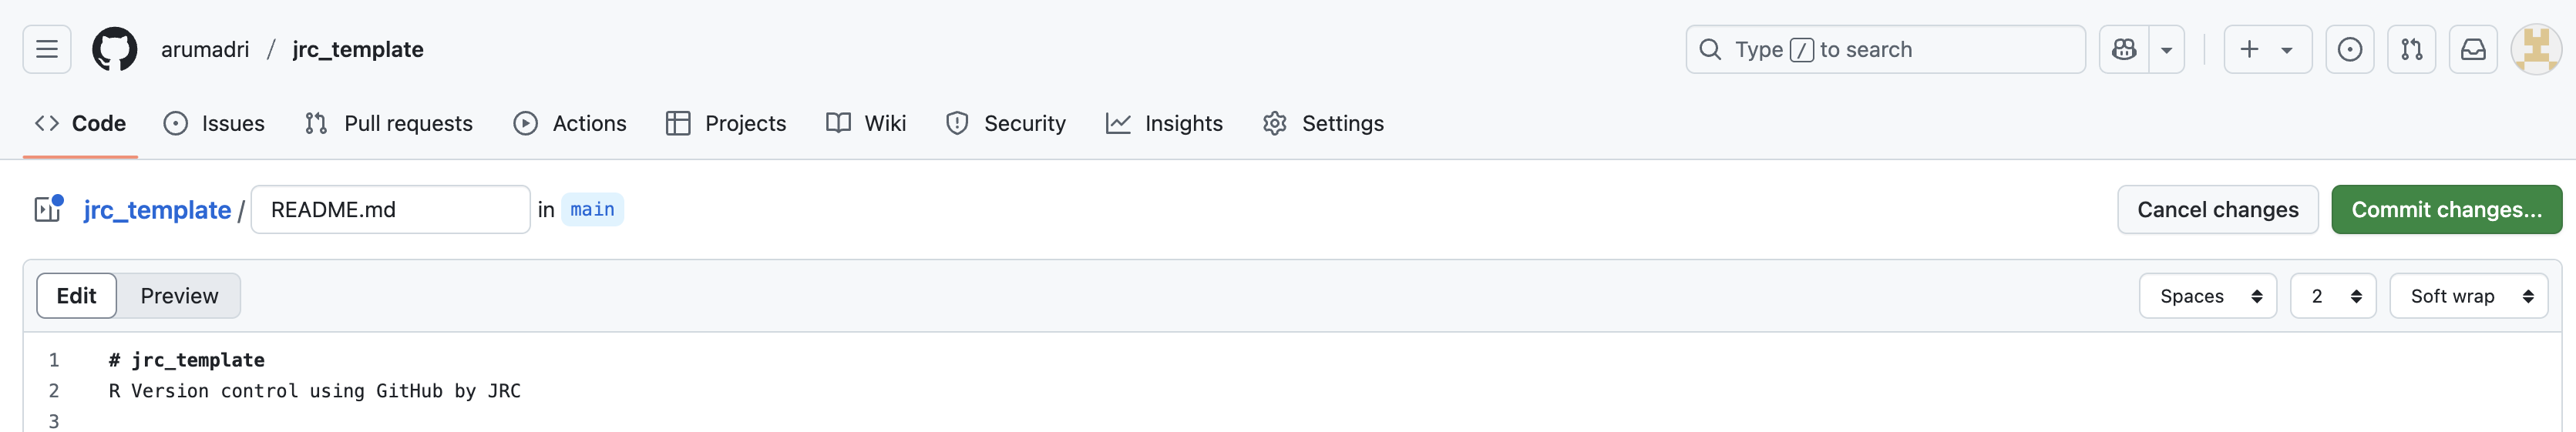 arumadri / jrc_template
Type / to search
Code Issues Pull requests Actions Projects Wiki Security Insights Settings
jrc_template / README.md in main
Cancel changes Commit changes...
Edit Preview
Spaces 2 Soft wrap
1 # jrc_template
2 R Version control using GitHub by JRC
3